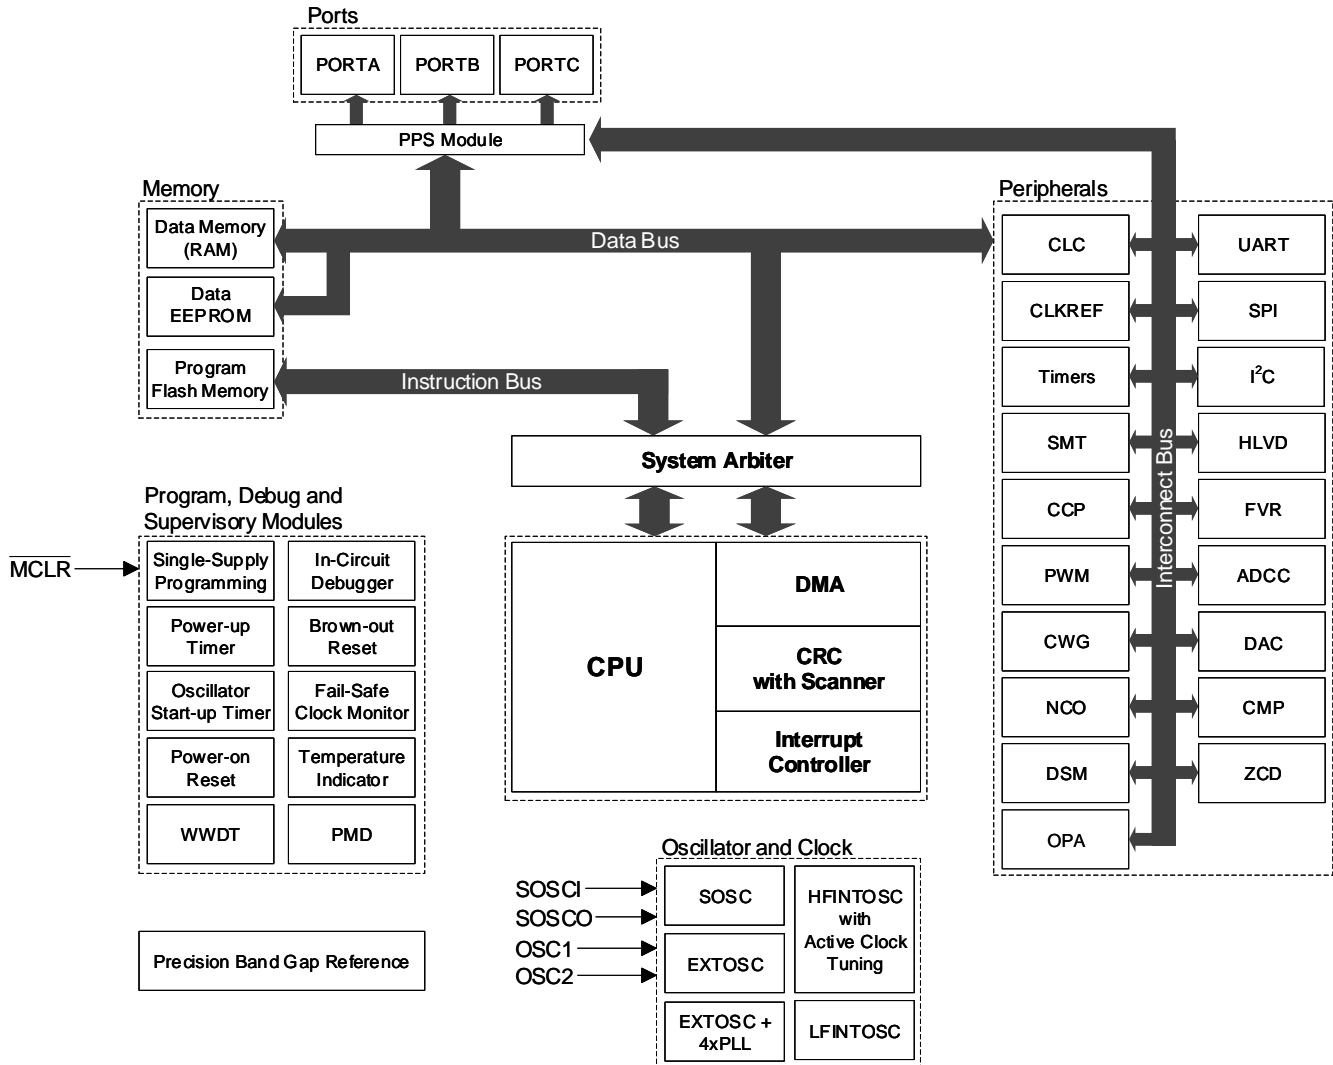 Ports
PORTA
PORTB
PORTC
PPS Module
Memory
Data Memory
(RAM)
Data
EEPROM
Program
Flash Memory
Data Bus
Instruction Bus
System Arbiter
Peripherals
CLC
UART
CLKREF
SPI
Timers
I²C
SMT
HLVD
CCP
FVR
PWM
ADCC
CWG
DAC
NCO
CMP
DSM
ZCD
OPA
Interconnect Bus
Program, Debug and
Supervisory Modules
M̅C̅L̅R̅
Single-Supply
Programming
In-Circuit
Debugger
Power-up
Timer
Brown-out
Reset
Oscillator
Start-up Timer
Fail-Safe
Clock Monitor
Power-on
Reset
Temperature
Indicator
WWDT
PMD
CPU
DMA
CRC
with Scanner
Interrupt
Controller
Oscillator and Clock
SOSCI
SOSCO
OSC1
OSC2
SOSC
HFINTOSC
with
Active Clock
Tuning
EXTOSC
EXTOSC +
4xPLL
LFINTOSC
Precision Band Gap Reference